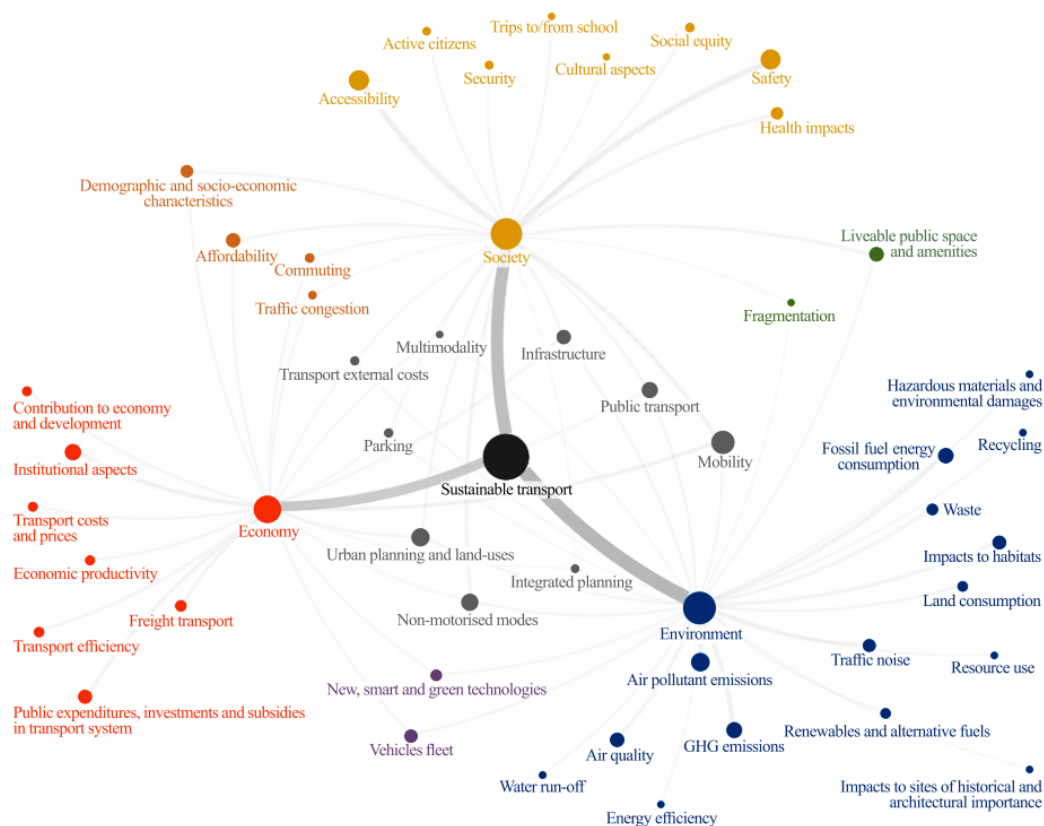 Trips to/from school
Active citizens
Social equity
Security
Cultural aspects
Safety
Accessibility
Health impacts
Demographic and socio-economic
characteristics
Affordability
Society
Liveable public space
and amenities
Commuting
Traffic congestion
Fragmentation
Multimodality
Infrastructure
Transport external costs
Hazardous materials and
environmental damages
Contribution to economy
and development
Public transport
Parking
Fossil fuel energy
consumption
Recycling
Institutional aspects
Mobility
Sustainable transport
Waste
Transport costs
and prices
Economy
Urban planning and land-uses
Impacts to habitats
Economic productivity
Integrated planning
Land consumption
Freight transport
Non-motorised modes
Environment
Transport efficiency
Traffic noise
Resource use
Air pollutant emissions
New, smart and green technologies
Public expenditures, investments and subsidies
in transport system
Renewables and alternative fuels
Vehicles fleet
Air quality
GHG emissions
Water run-off
Impacts to sites of historical and
architectural importance
Energy efficiency